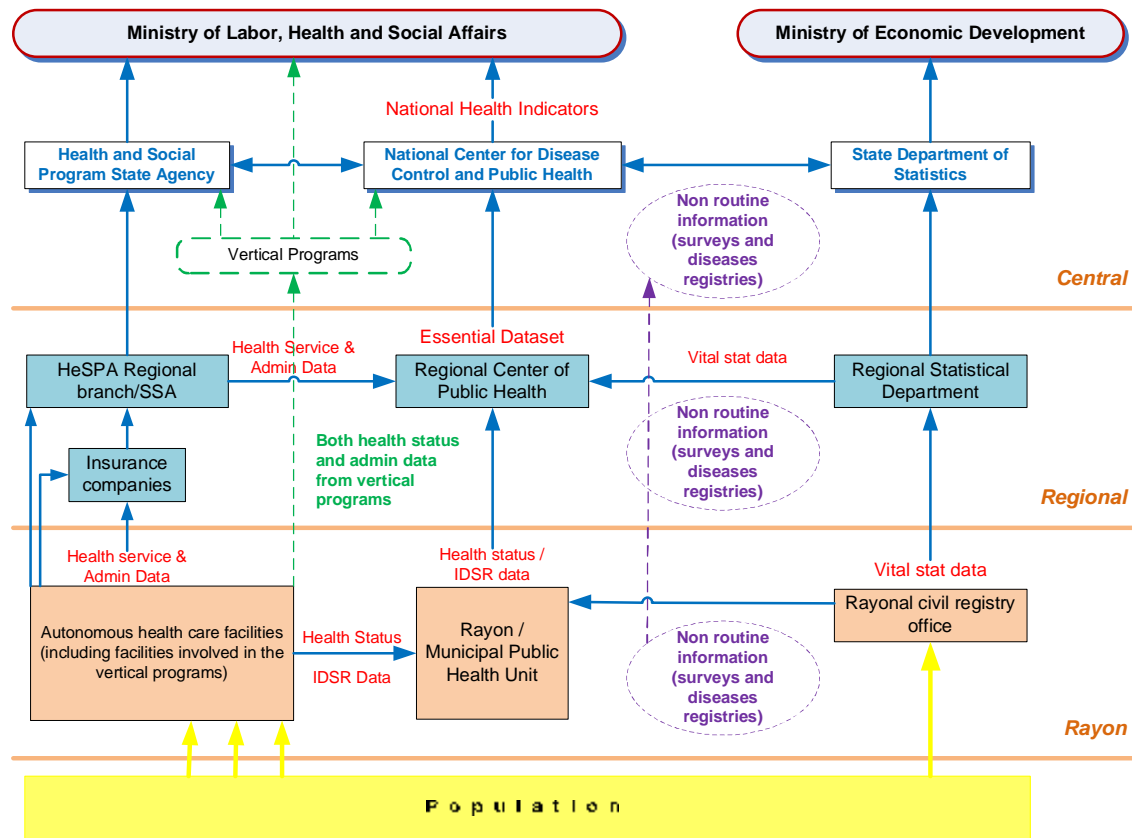 Ministry of Labor, Health and Social Affairs
Ministry of Economic Development
National Health Indicators
Health and Social
Program State Agency
National Center for Disease
Control and Public Health
State Department of
Statistics
Non routine
information
(surveys and
diseases
registries)
Vertical Programs
Central
Essential Dataset
Health Service &
Admin Data
Vital stat data
HeSPA Regional
branch/SSA
Regional Center of
Public Health
Regional Statistical
Department
Non routine
information
(surveys and
diseases
registries)
Both health status
and admin data
from vertical
programs
Insurance
companies
Regional
Health service &
Admin Data
Health status /
IDSR data
Vital stat data
Autonomous health care facilities
(including facilities involved in the
vertical programs)
Health Status
IDSR Data
Rayon /
Municipal Public
Health Unit
Non routine
information
(surveys and
diseases
registries)
Rayonal civil registry
office
Rayon
Population